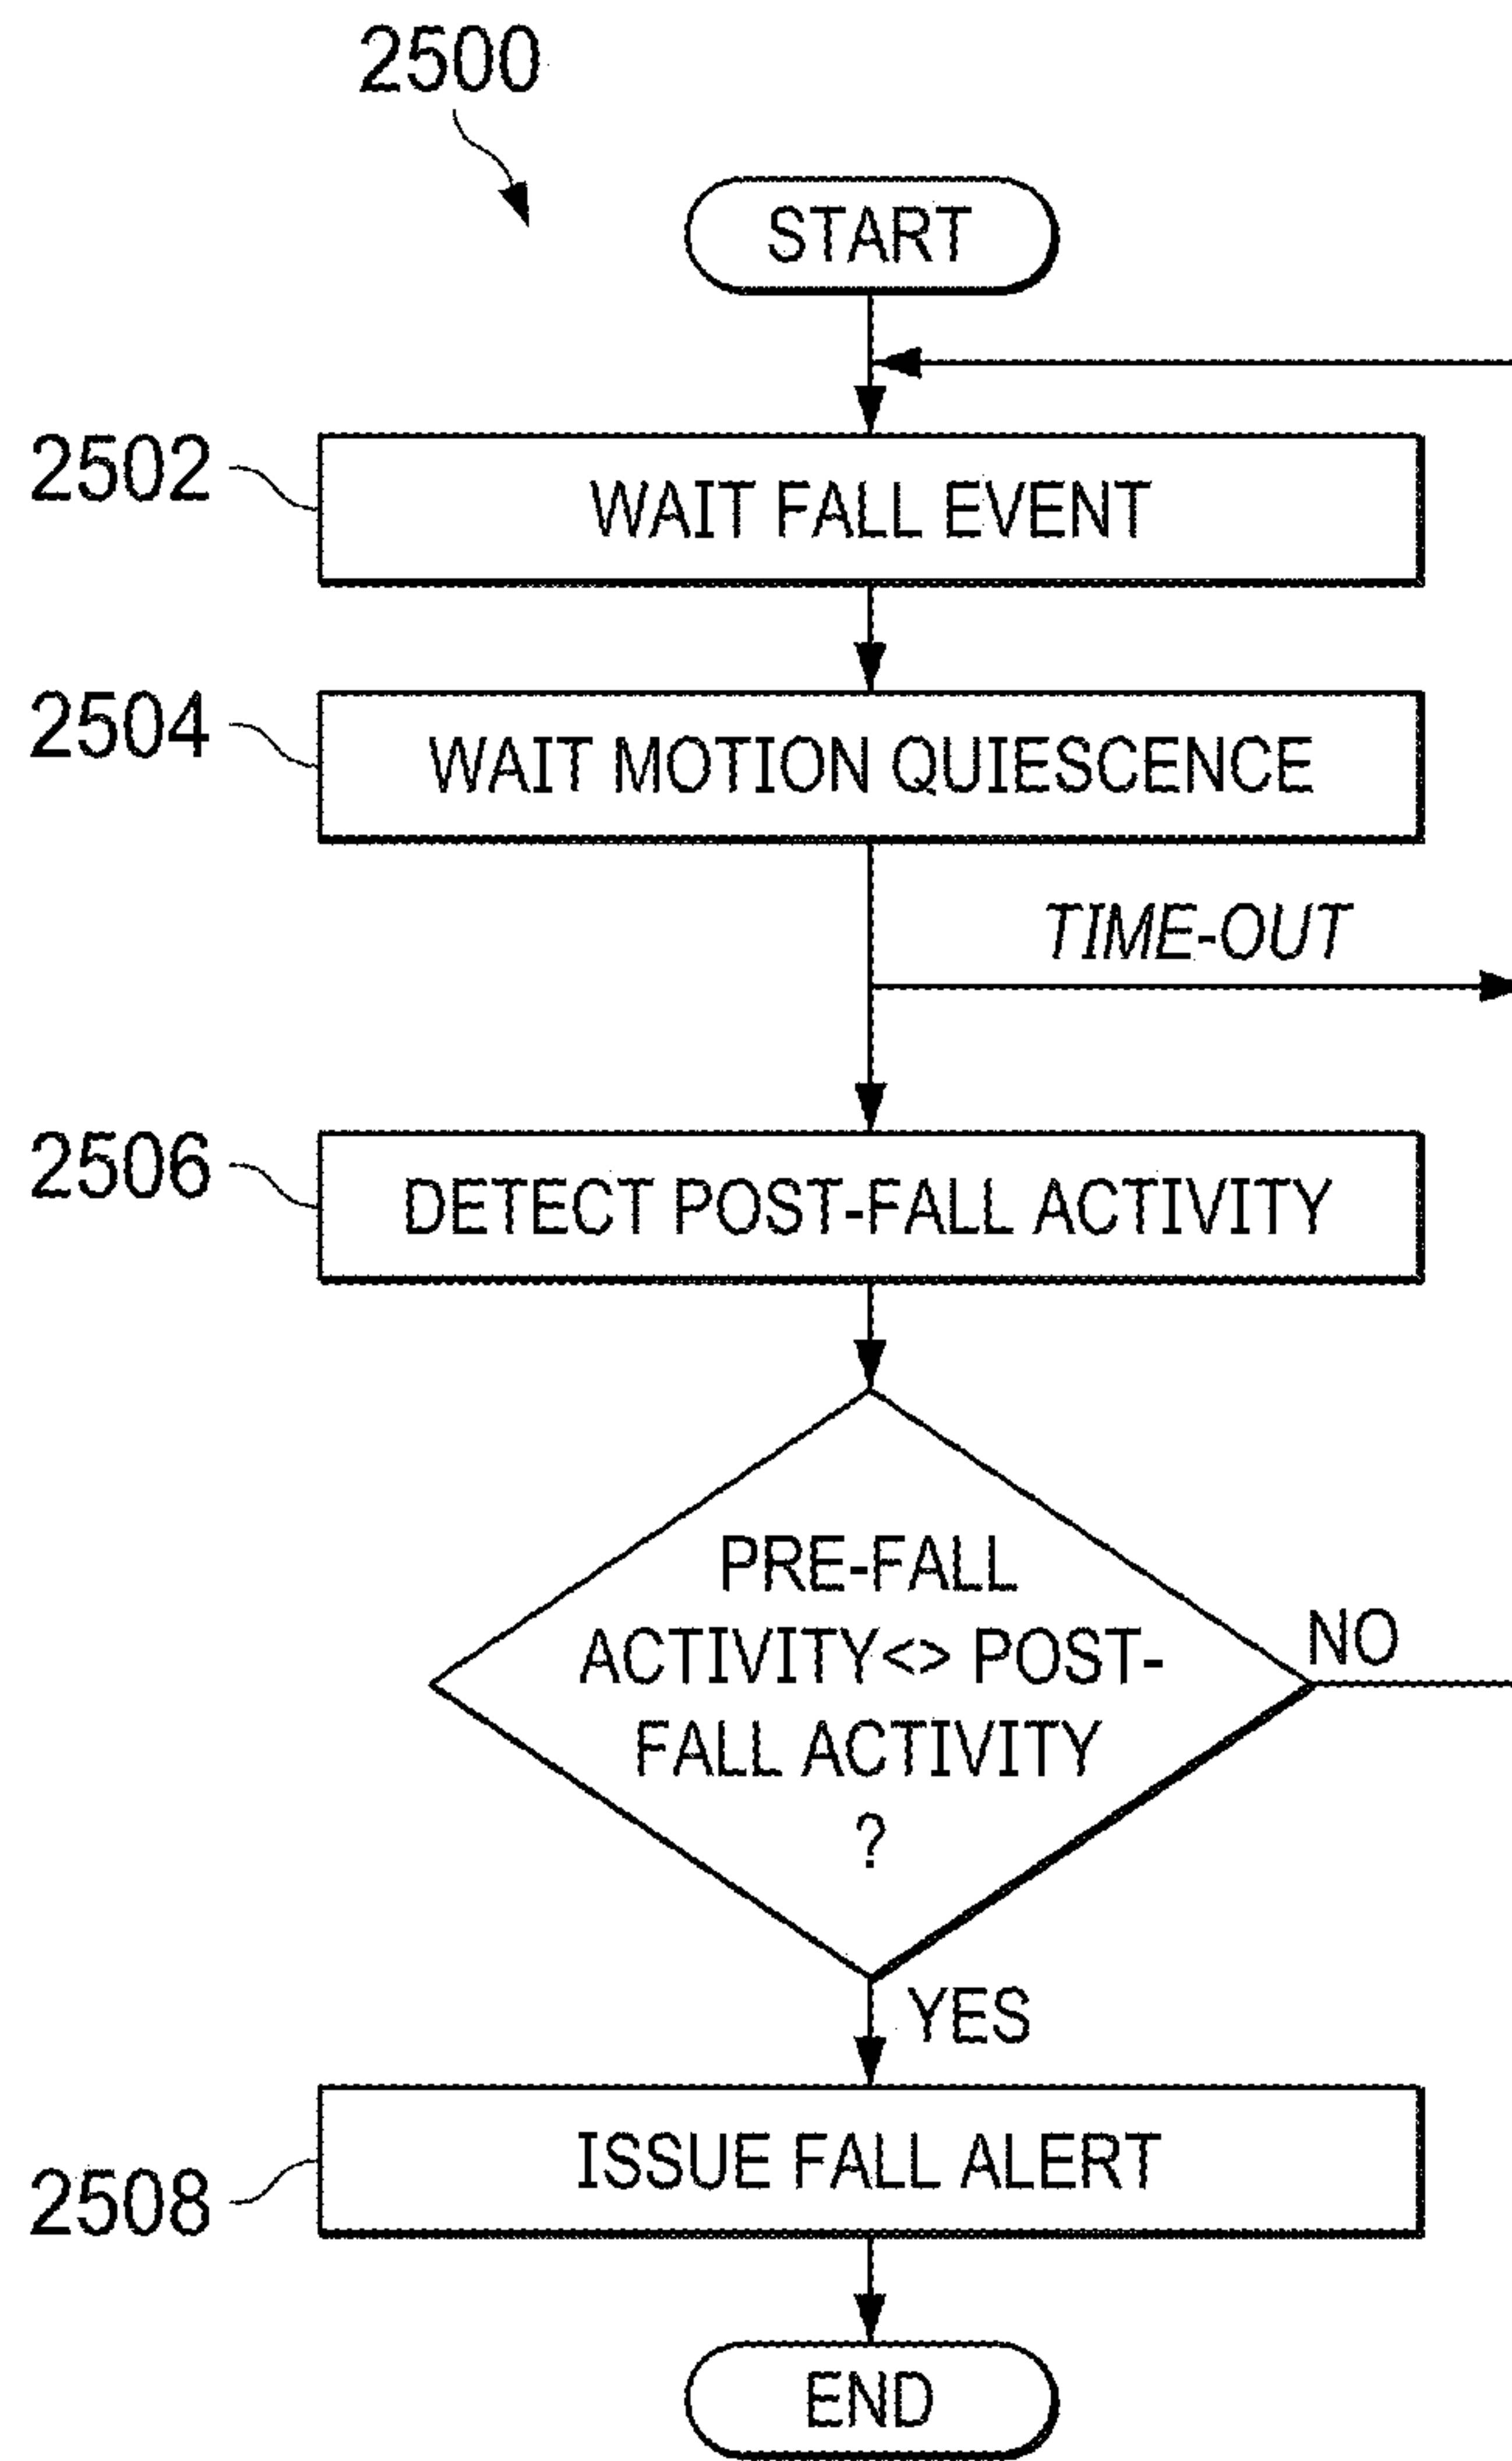 2500
START
2502
WAIT FALL EVENT
2504
WAIT MOTION QUIESCENCE
TIME-OUT
2506
DETECT POST-FALL ACTIVITY
PRE-FALL
ACTIVITY<> POST-
FALL ACTIVITY
?
NO
YES
ISSUE FALL ALERT
2508
END